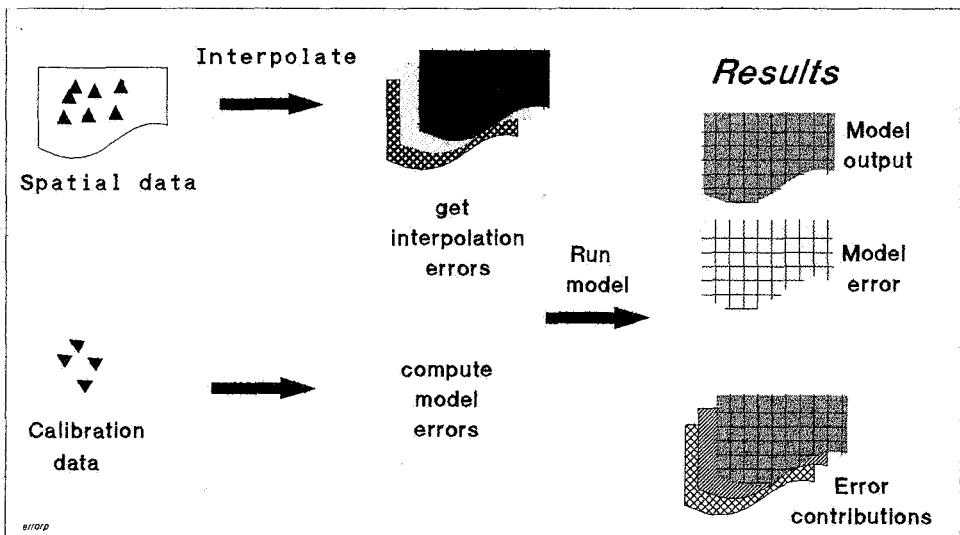 Interpolate
Spatial data
get
interpolation
errors
Calibration
data
compute
model
errors
Run
model
Results
Model
output
Model
error
Error
contributions
errorp